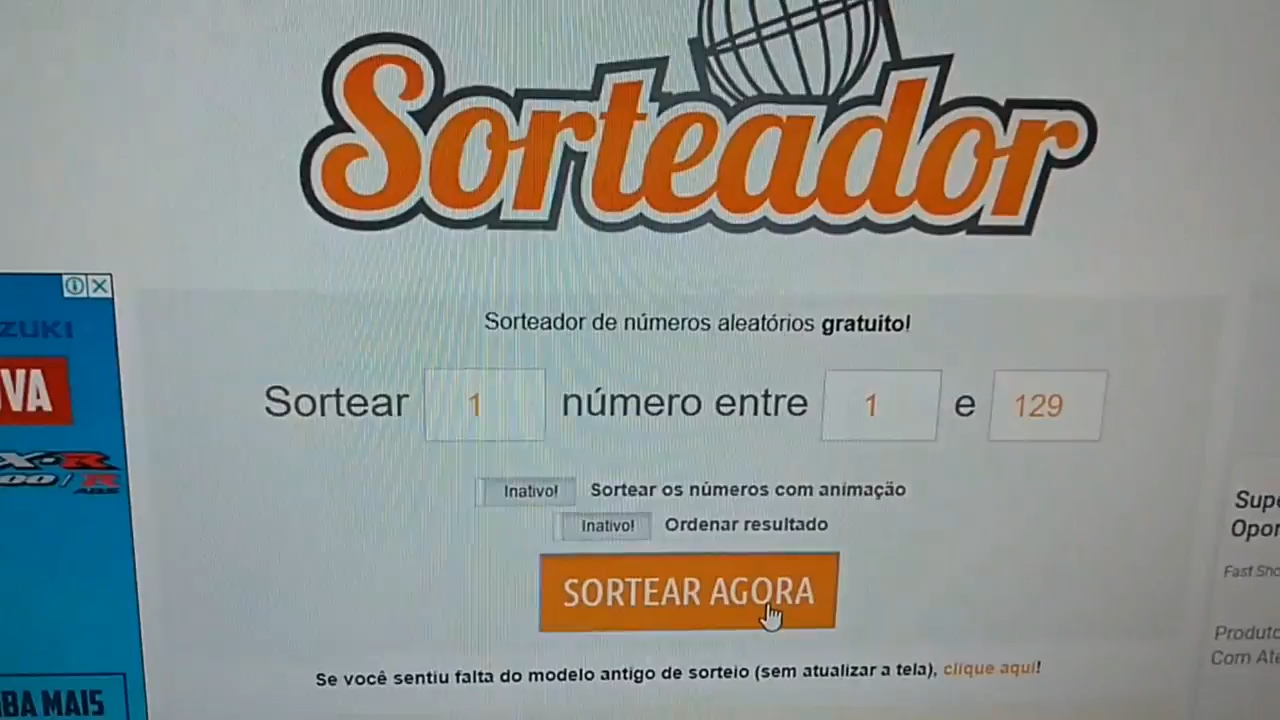 Sorteador
ZUKI
VA
Sorteador de números aleatórios gratuito!
Sortear 1 número entre 1 e 129
Inativo! Sortear os números com animação
Inativo! Ordenar resultado
SORTEAR AGORA
Se você sentiu falta do modelo antigo de sorteio (sem atualizar a tela), clique aqui!
X-R
00/R
ABS
BA MAIS
Supe
Opor
Fast Sho
Produto
Com Ate